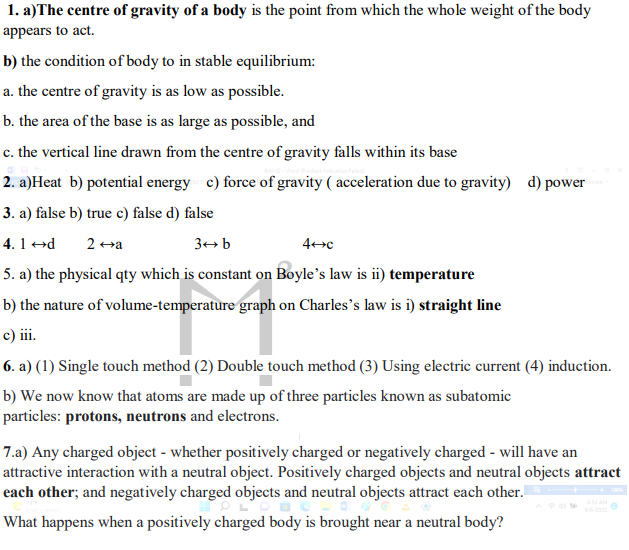 1. a)The centre of gravity of a body is the point from which the whole weight of the body
appears to act.
b) the condition of body to in stable equilibrium:
a. the centre of gravity is as low as possible.
b. the area of the base is as large as possible, and
c. the vertical line drawn from the centre of gravity falls within its base
2. a)Heat b) potential energy c) force of gravity ( acceleration due to gravity) d) power
3. a) false b) true c) false d) false
4. 1 ↔d 2 ↔a 3↔ b 4↔c
5. a) the physical qty which is constant on Boyle’s law is ii) temperature
b) the nature of volume-temperature graph on Charles’s law is i) straight line
c) iii.
6. a) (1) Single touch method (2) Double touch method (3) Using electric current (4) induction.
b) We now know that atoms are made up of three particles known as subatomic
particles: protons, neutrons and electrons.
7.a) Any charged object - whether positively charged or negatively charged - will have an
attractive interaction with a neutral object. Positively charged objects and neutral objects attract
each other; and negatively charged objects and neutral objects attract each other.
What happens when a positively charged body is brought near a neutral body?